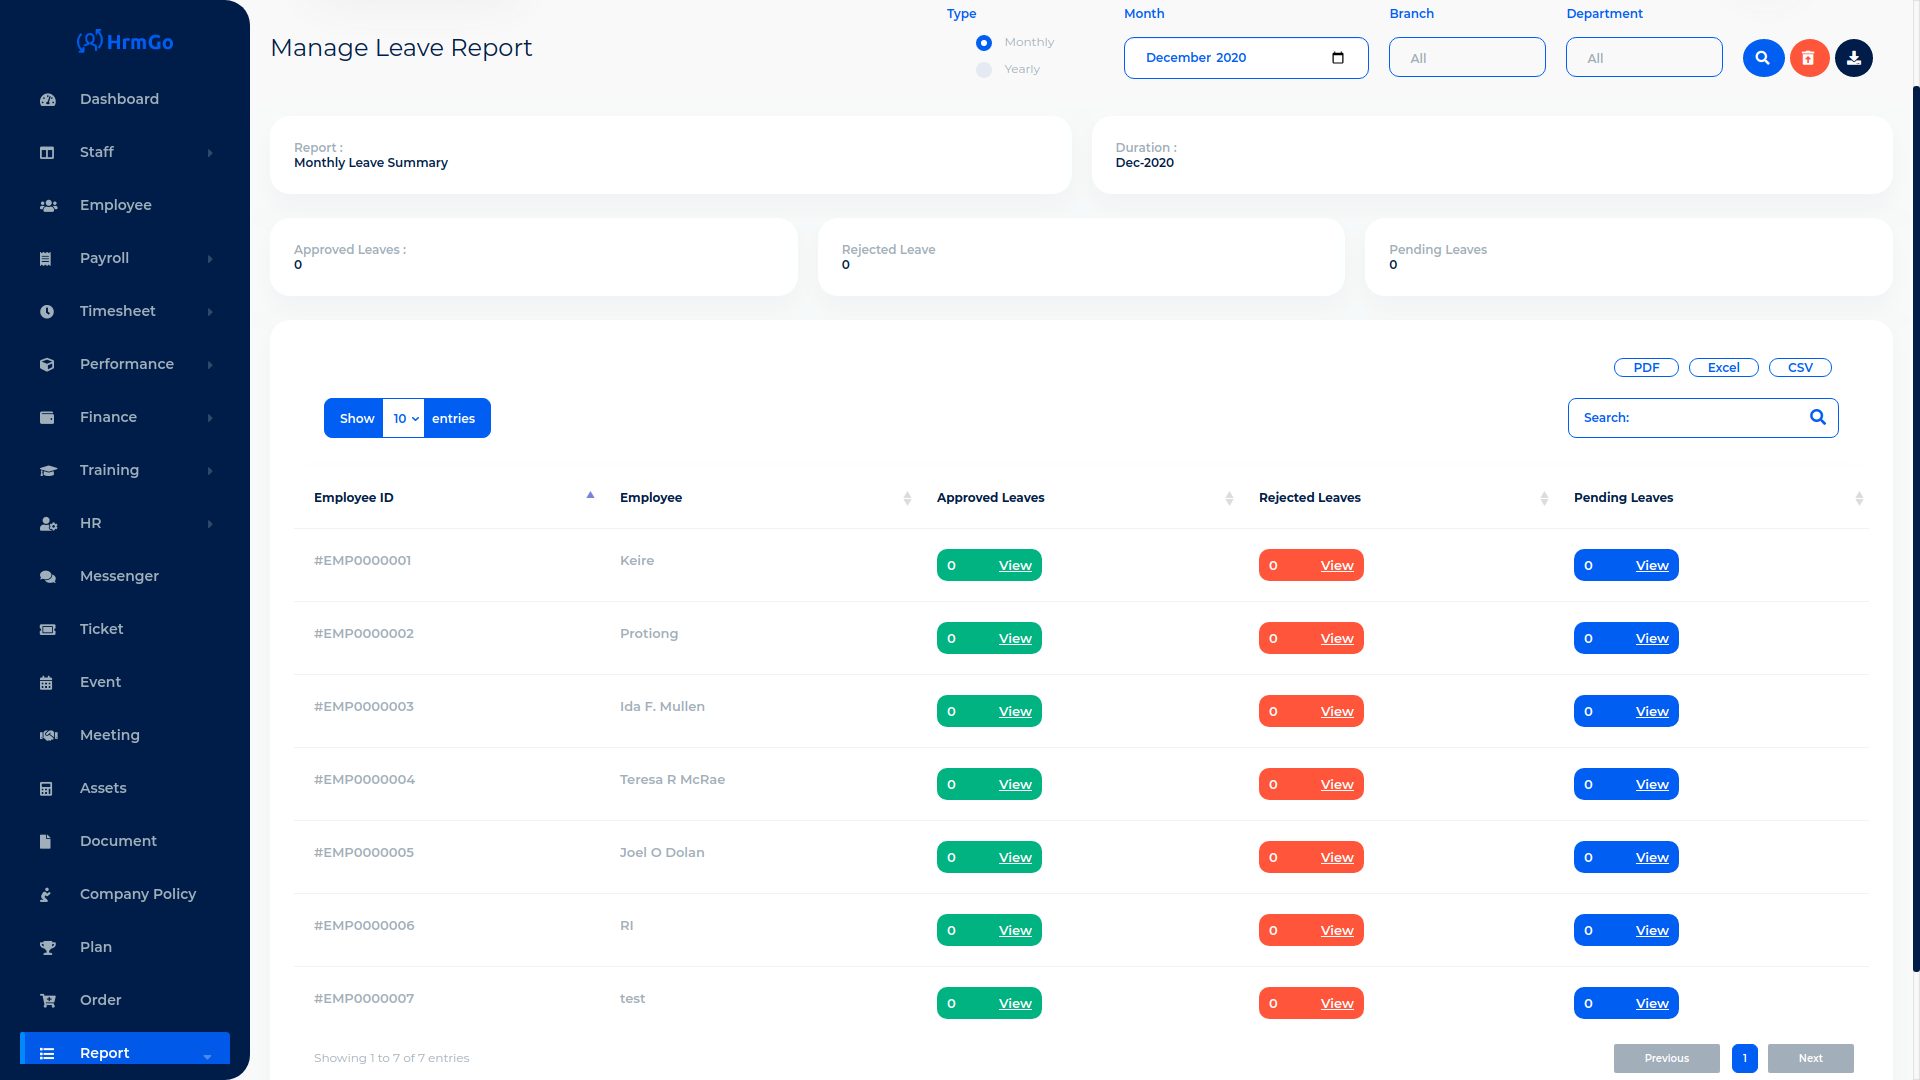 HrmGo
Dashboard
Staff
Employee
Payroll
Timesheet
Performance
Finance
Training
HR
Messenger
Ticket
Event
Meeting
Assets
Document
Company Policy
Plan
Order
Report
Manage Leave Report
Type
Monthly
Yearly
Month
December 2020
Branch
All
Department
All
Report :
Monthly Leave Summary
Duration :
Dec-2020
Approved Leaves :
0
Rejected Leave
0
Pending Leaves
0
PDF Excel CSV
Show 10 entries
Search:
Employee ID Employee Approved Leaves Rejected Leaves Pending Leaves
#EMP0000001 Keire 0 View 0 View 0 View
#EMP0000002 Protiong 0 View 0 View 0 View
#EMP0000003 Ida F. Mullen 0 View 0 View 0 View
#EMP0000004 Teresa R McRae 0 View 0 View 0 View
#EMP0000005 Joel O Dolan 0 View 0 View 0 View
#EMP0000006 RI 0 View 0 View 0 View
#EMP0000007 test 0 View 0 View 0 View
Showing 1 to 7 of 7 entries
Previous 1 Next